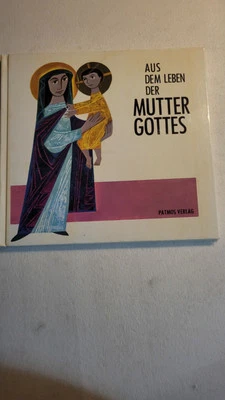 AUS
DEM LEBEN
DER
MUTTER
GOTTES
PATMOS VERLAG